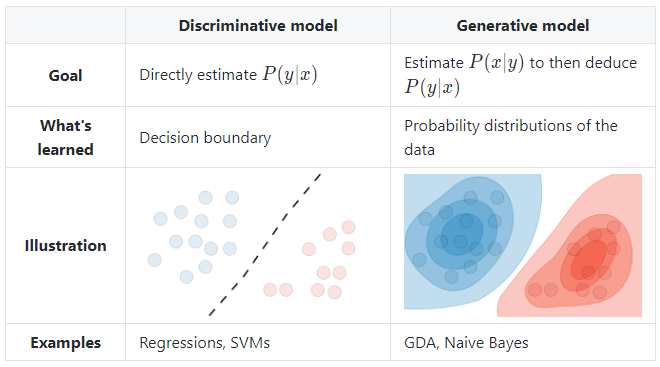 Discriminative model Generative model
Goal Directly estimate P(y|x) Estimate P(x|y) to then deduce
P(y|x)
What's
learned Decision boundary Probability distributions of the
data
Illustration
Examples Regressions, SVMs GDA, Naive Bayes